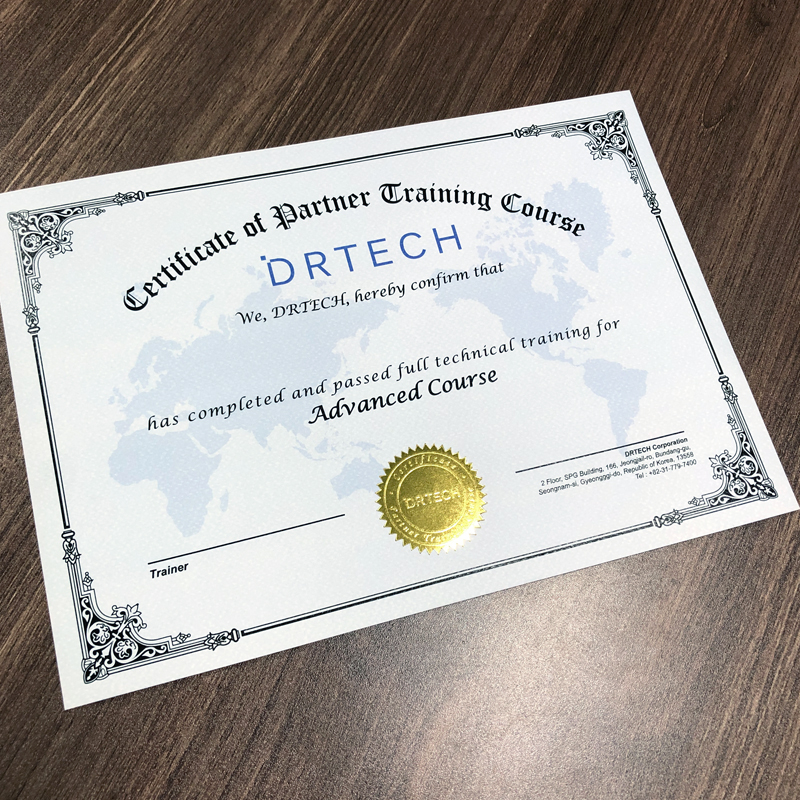 Certificate of Partner Training Course
DRTECH
We, DRTECH, hereby confirm that
has completed and passed full technical training for
Advanced Course
DRTECH Corporation
2 Floor, SPG Building, 166, Jeongjail-ro, Bundang-gu,
Seongnam-si, Gyeonggi-do, Republic of Korea, 13558
Tel : +82-31-779-7400
Certificate
DRTECH
Partner
Trainer